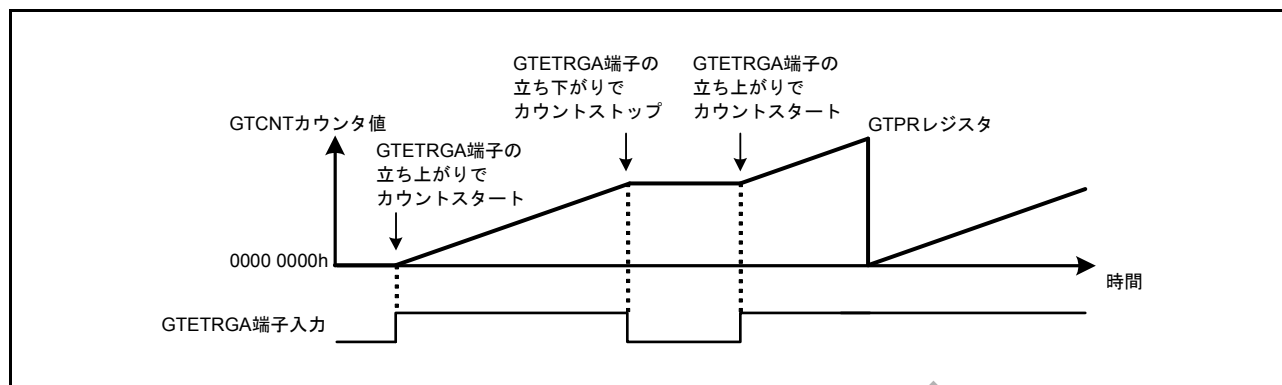 GTETRGA端子の
立ち下がりで
カウントストップ
GTETRGA端子の
立ち上がりで
カウントスタート
GTCNTカウンタ値
GTPRレジスタ
GTETRGA端子の
立ち上がりで
カウントスタート
0000 0000h
時間
GTETRGA端子入力